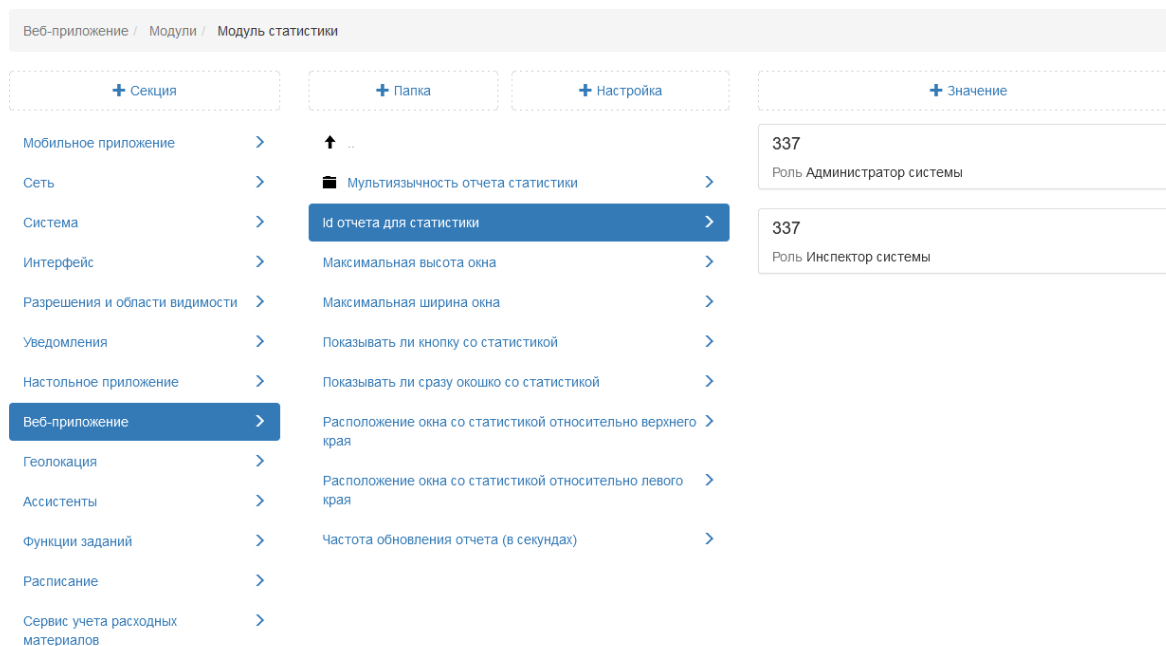 Веб-приложение / Модули / Модуль статистики
+ Секция
Мобильное приложение
Сеть
Система
Интерфейс
Разрешения и области видимости
Уведомления
Настольное приложение
Веб-приложение
Геолокация
Ассистенты
Функции заданий
Расписание
Сервис учета расходных
материалов
+ Папка
+ Настройка
..
Мультиязычность отчета статистики
Id отчета для статистики
Максимальная высота окна
Максимальная ширина окна
Показывать ли кнопку со статистикой
Показывать ли сразу окошко со статистикой
Расположение окна со статистикой относительно верхнего
края
Расположение окна со статистикой относительно левого
края
Частота обновления отчета (в секундах)
+ Значение
337
Роль Администратор системы
337
Роль Инспектор системы